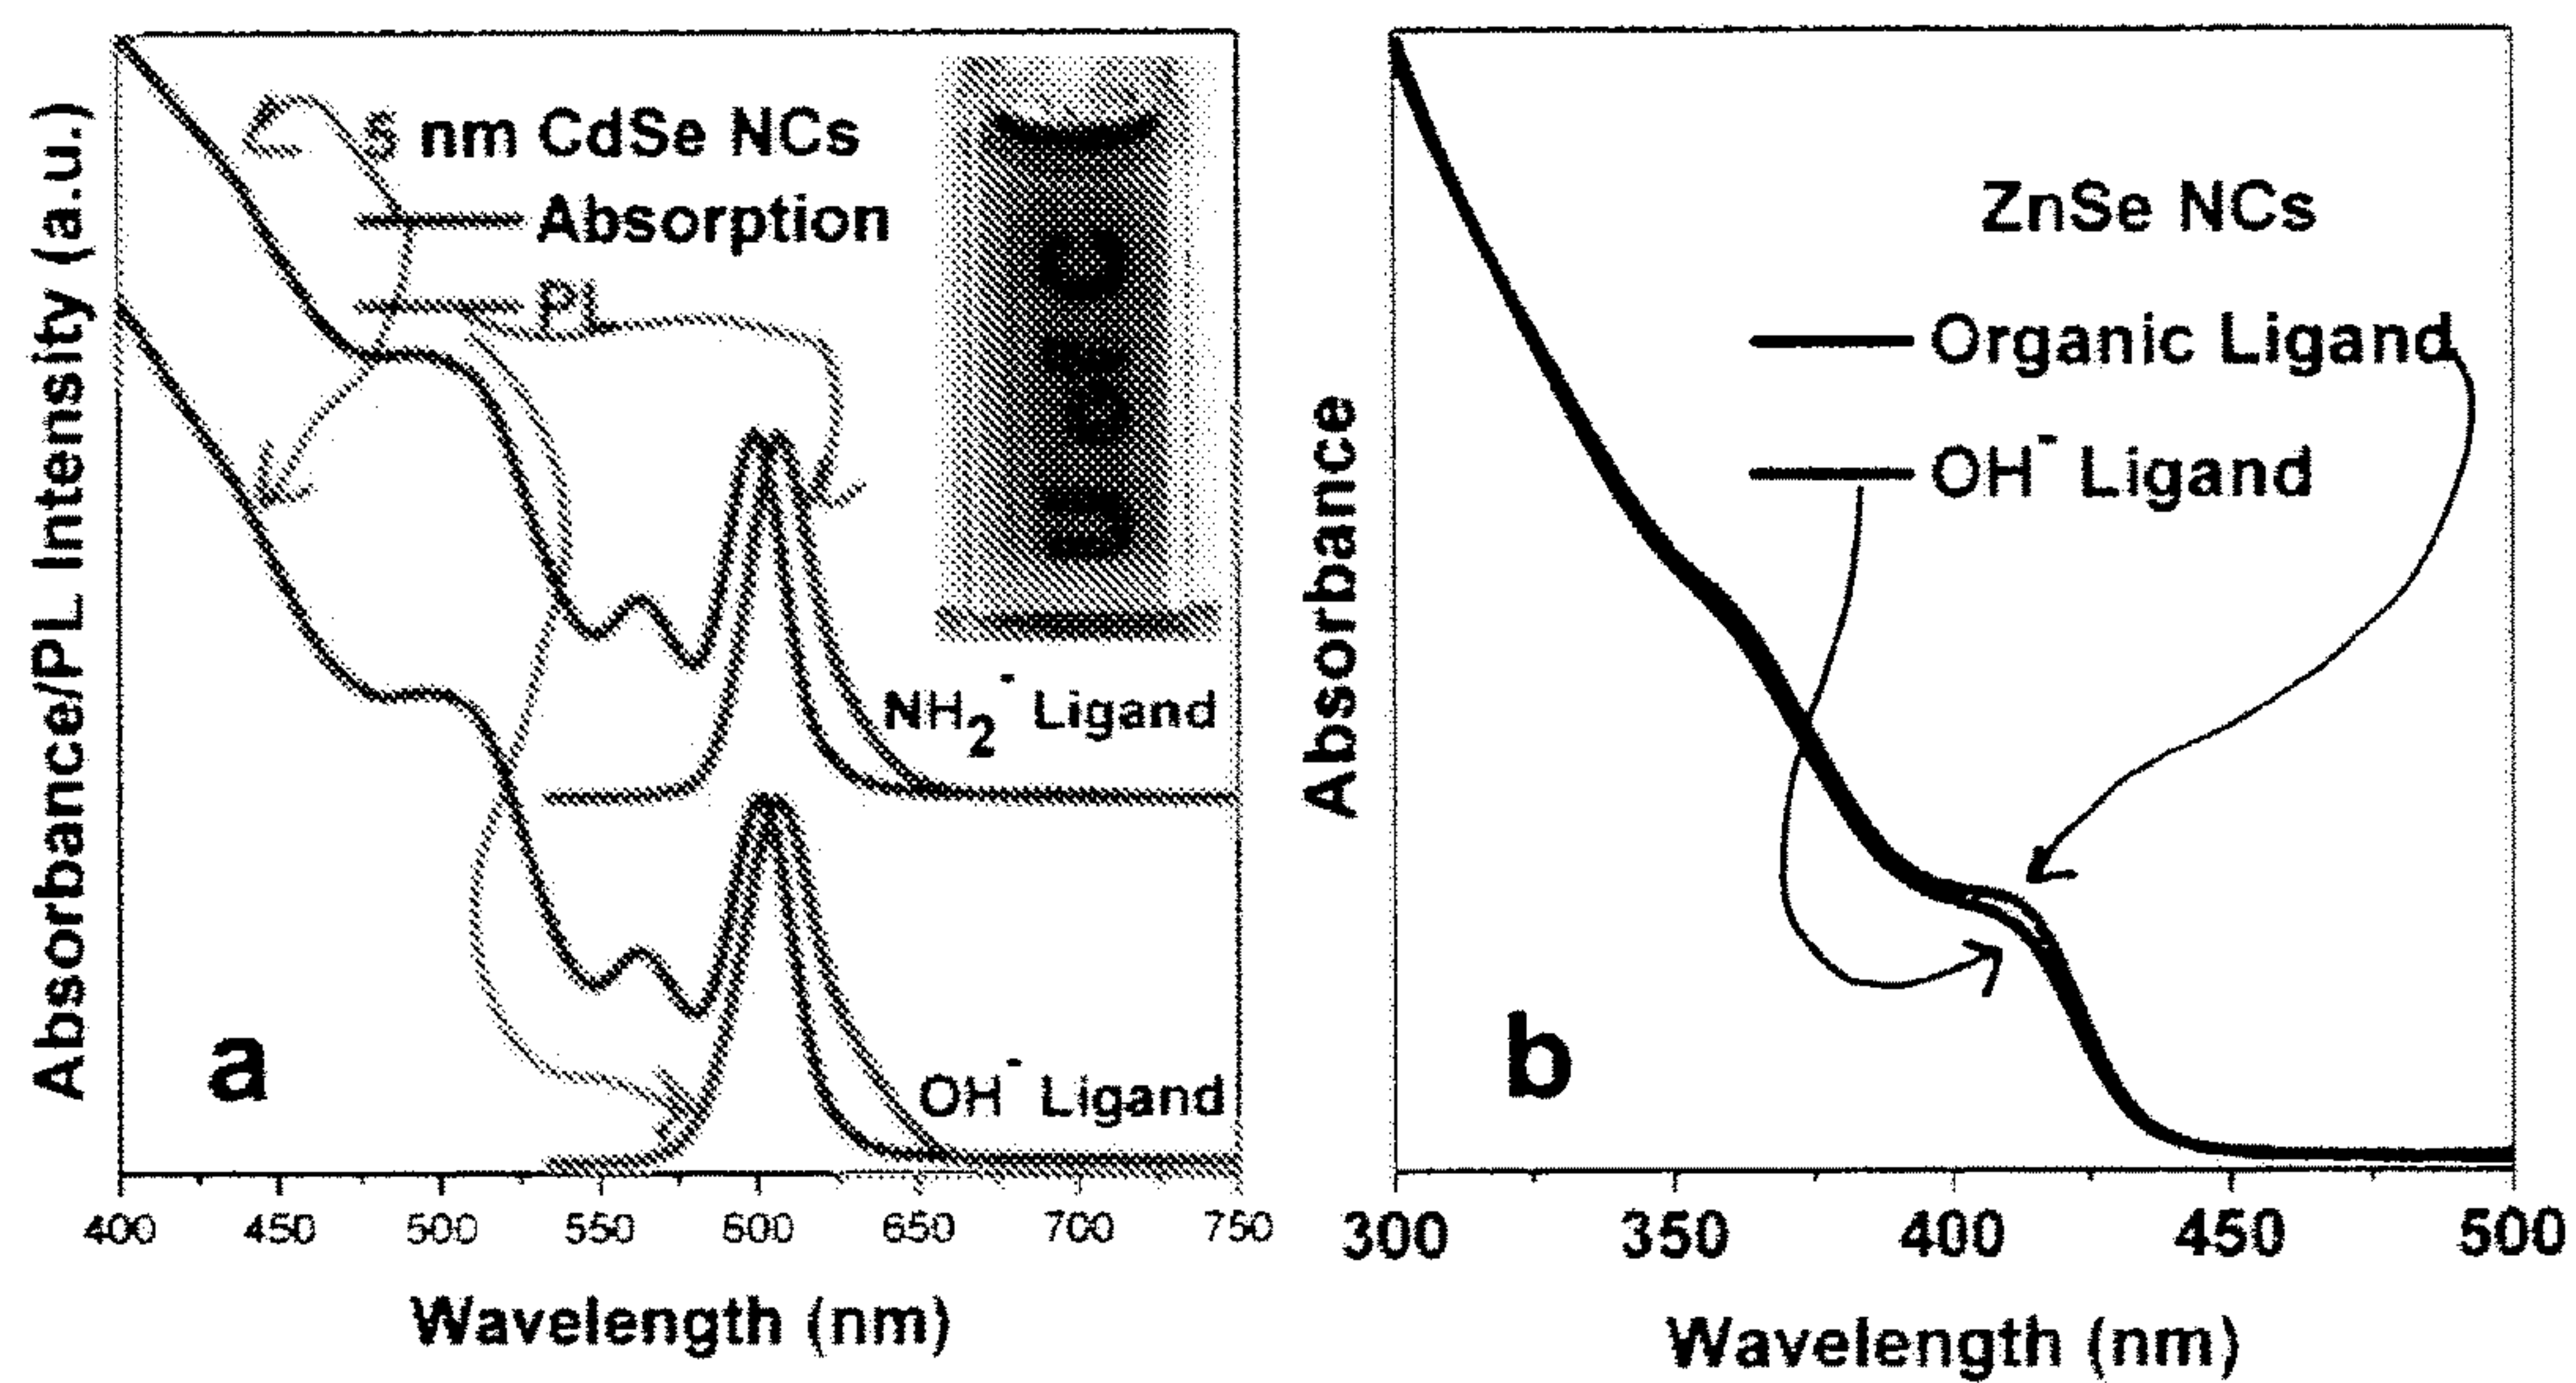 Absorbance/PL Intensity (a.u.)
5 nm CdSe NCs
Absorption
PL
NH2- Ligand
OH- Ligand
a
400 450 500 550 600 650 700 750
Wavelength (nm)
Absorbance
ZnSe NCs
Organic Ligand
OH- Ligand
b
300 350 400 450 500
Wavelength (nm)